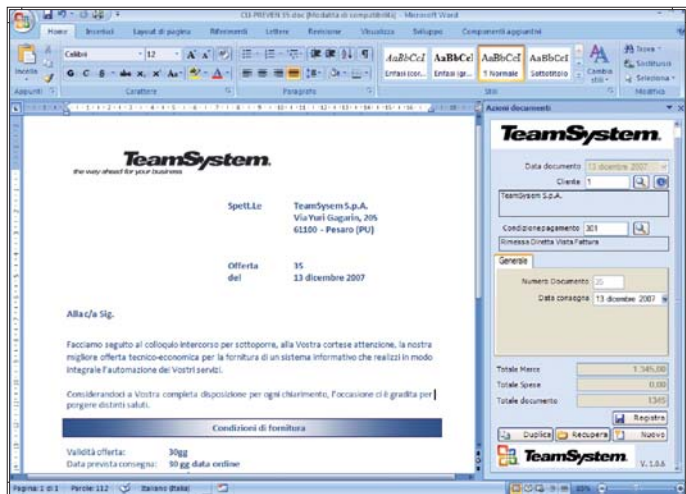 CLI-PREVEN 35.doc [Modalità di compatibilità] - Microsoft Word
Home Inserisci Layout di pagina Riferimenti Lettere Revisione Visualizza Sviluppo Componenti aggiuntivi
Calibri 12
Trova
Sostituisci
Seleziona
Incolla
G C S abe x, x' Aa A
AaBbCcI AaBbCcI AaBbCcI AaBbCcI
Enfasi (cor... Enfasi (gr... 1 Normale Sottotitolo
Cambia stili
Appunti Carattere Paragrafo Stili Modifica
Azioni documenti
TeamSystem.
the way ahead for your business
Spett.Le TeamSysem S.p.A.
Via Yuri Gagarin, 205
61100 - Pesaro (PU)
Offerta 35
del 13 dicembre 2007
Alla c/a Sig.
Facciamo seguito al colloquio intercorso per sottoporre, alla Vostra cortese attenzione, la nostra
migliore offerta tecnico-economica per la fornitura di un sistema informativo che realizzi in modo
integrale l'automazione dei Vostri servizi.
Considerandoci a Vostra completa disposizione per ogni chiarimento, l'occasione ci è gradita per
porgere distinti saluti.
Condizioni di fornitura
Validità offerta: 30gg
Data prevista consegna: 90 gg data ordine
TeamSystem.
Data documento 13 dicembre 2007
Cliente 1
TeamSysem S.p.A.
Condizione pagamento 301
Rimessa Diretta Vista Fattura
Generale
Numero Documento 35
Data consegna 13 dicembre 2007
Totale Merce 1.345,00
Totale Spese 0,00
Totale documento 1345
Registra
Duplica Recupera Nuovo
TeamSystem. V. 1.0.6
Pagina: 1 di 1 Parole: 112 Italiano (Italia)